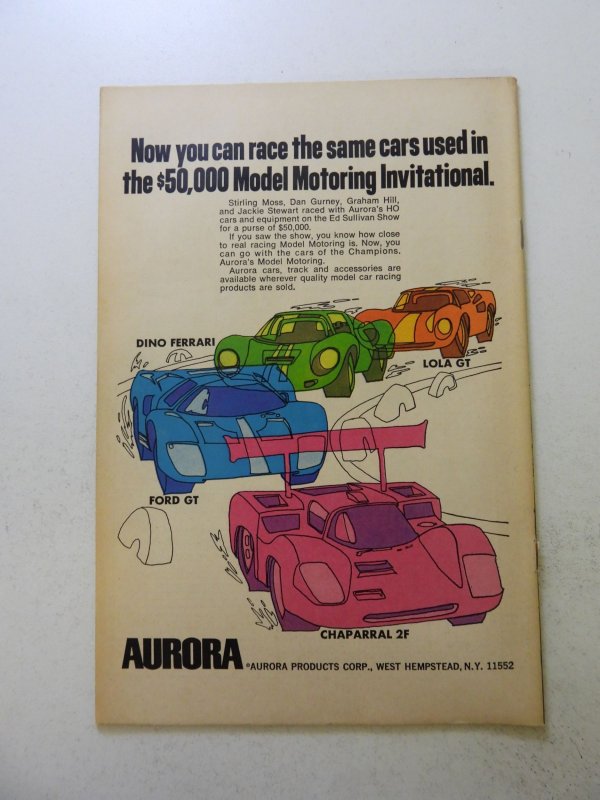 Now you can race the same cars used in
the $50,000 Model Motoring Invitational.
Stirling Moss, Dan Gurney, Graham Hill,
and Jackie Stewart raced with Aurora's HO
cars and equipment on the Ed Sullivan Show
for a purse of $50,000.
If you saw the show, you know how close
to real racing Model Motoring is. Now, you
can go with the cars of the Champions.
Aurora's Model Motoring.
Aurora cars, track and accessories are
available wherever quality model car racing
products are sold.
DINO FERRARI
LOLA GT
FORD GT
CHAPARRAL 2F
AURORA
®AURORA PRODUCTS CORP., WEST HEMPSTEAD, N.Y. 11552